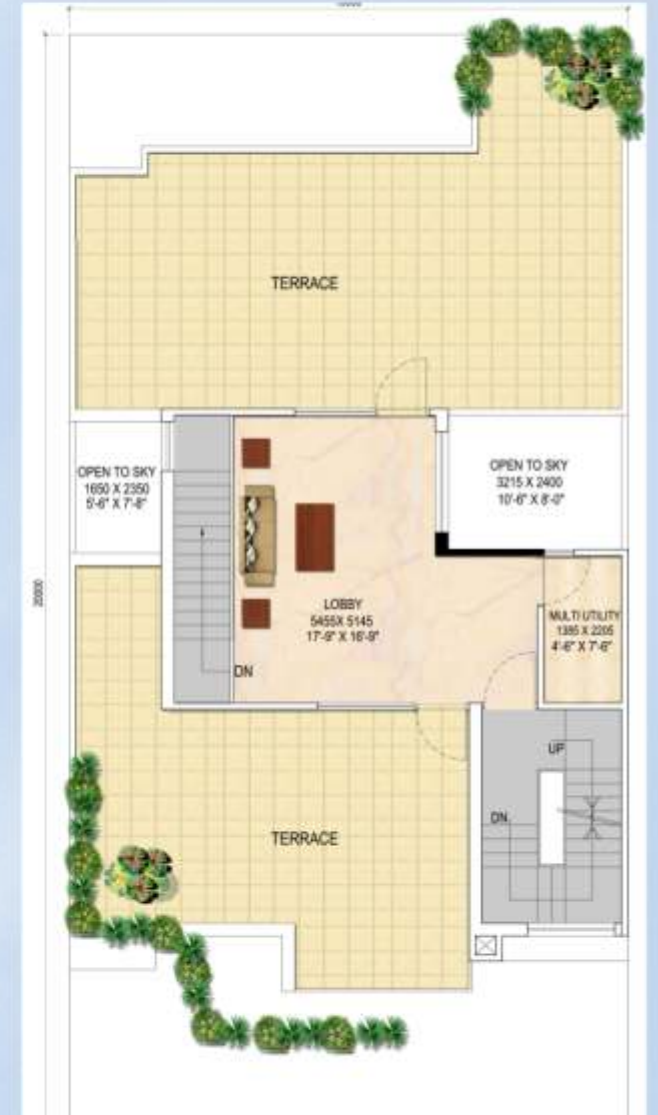 TERRACE
OPEN TO SKY
1650 X 2350
5'-6" X 7'-8"
OPEN TO SKY
3215 X 2400
10'-6" X 8'-0"
20000
LOBBY
5455X 5145
17'-9" X 16'-9"
MULTI UTILITY
1385 X 2205
4'-6" X 7'-6"
DN
UP
DN
TERRACE